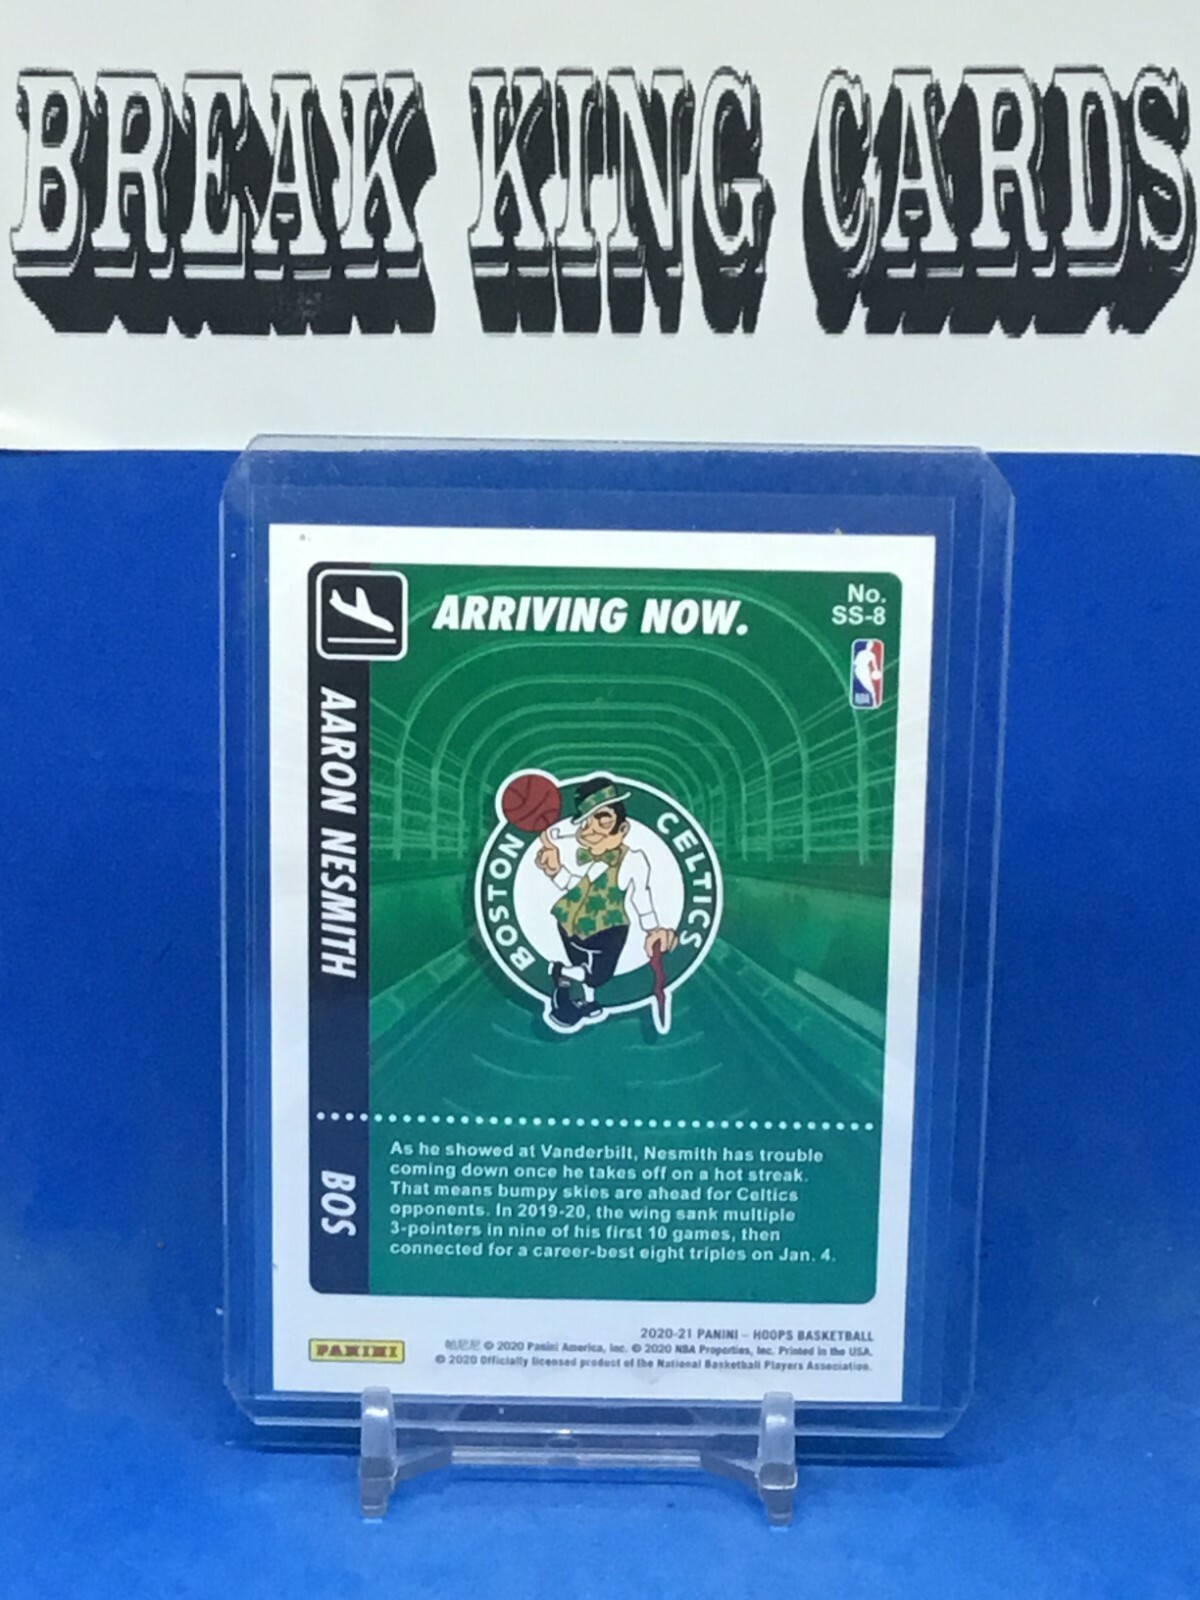 BREAK KING CARDS
ARRIVING NOW.
No.
SS-8
NBA
AARON NESMITH
BOS
BOSTON CELTICS
As he showed at Vanderbilt, Nesmith has trouble
coming down once he takes off on a hot streak.
That means bumpy skies are ahead for Celtics
opponents. In 2019-20, the wing sank multiple
3-pointers in nine of his first 10 games, then
connected for a career-best eight triples on Jan. 4.
PANINI
2020-21 PANINI – HOOPS BASKETBALL
帕尼尼 © 2020 Panini America, Inc. © 2020 NBA Properties, Inc. Printed in the USA.
© 2020 Officially licensed product of the National Basketball Players Association.